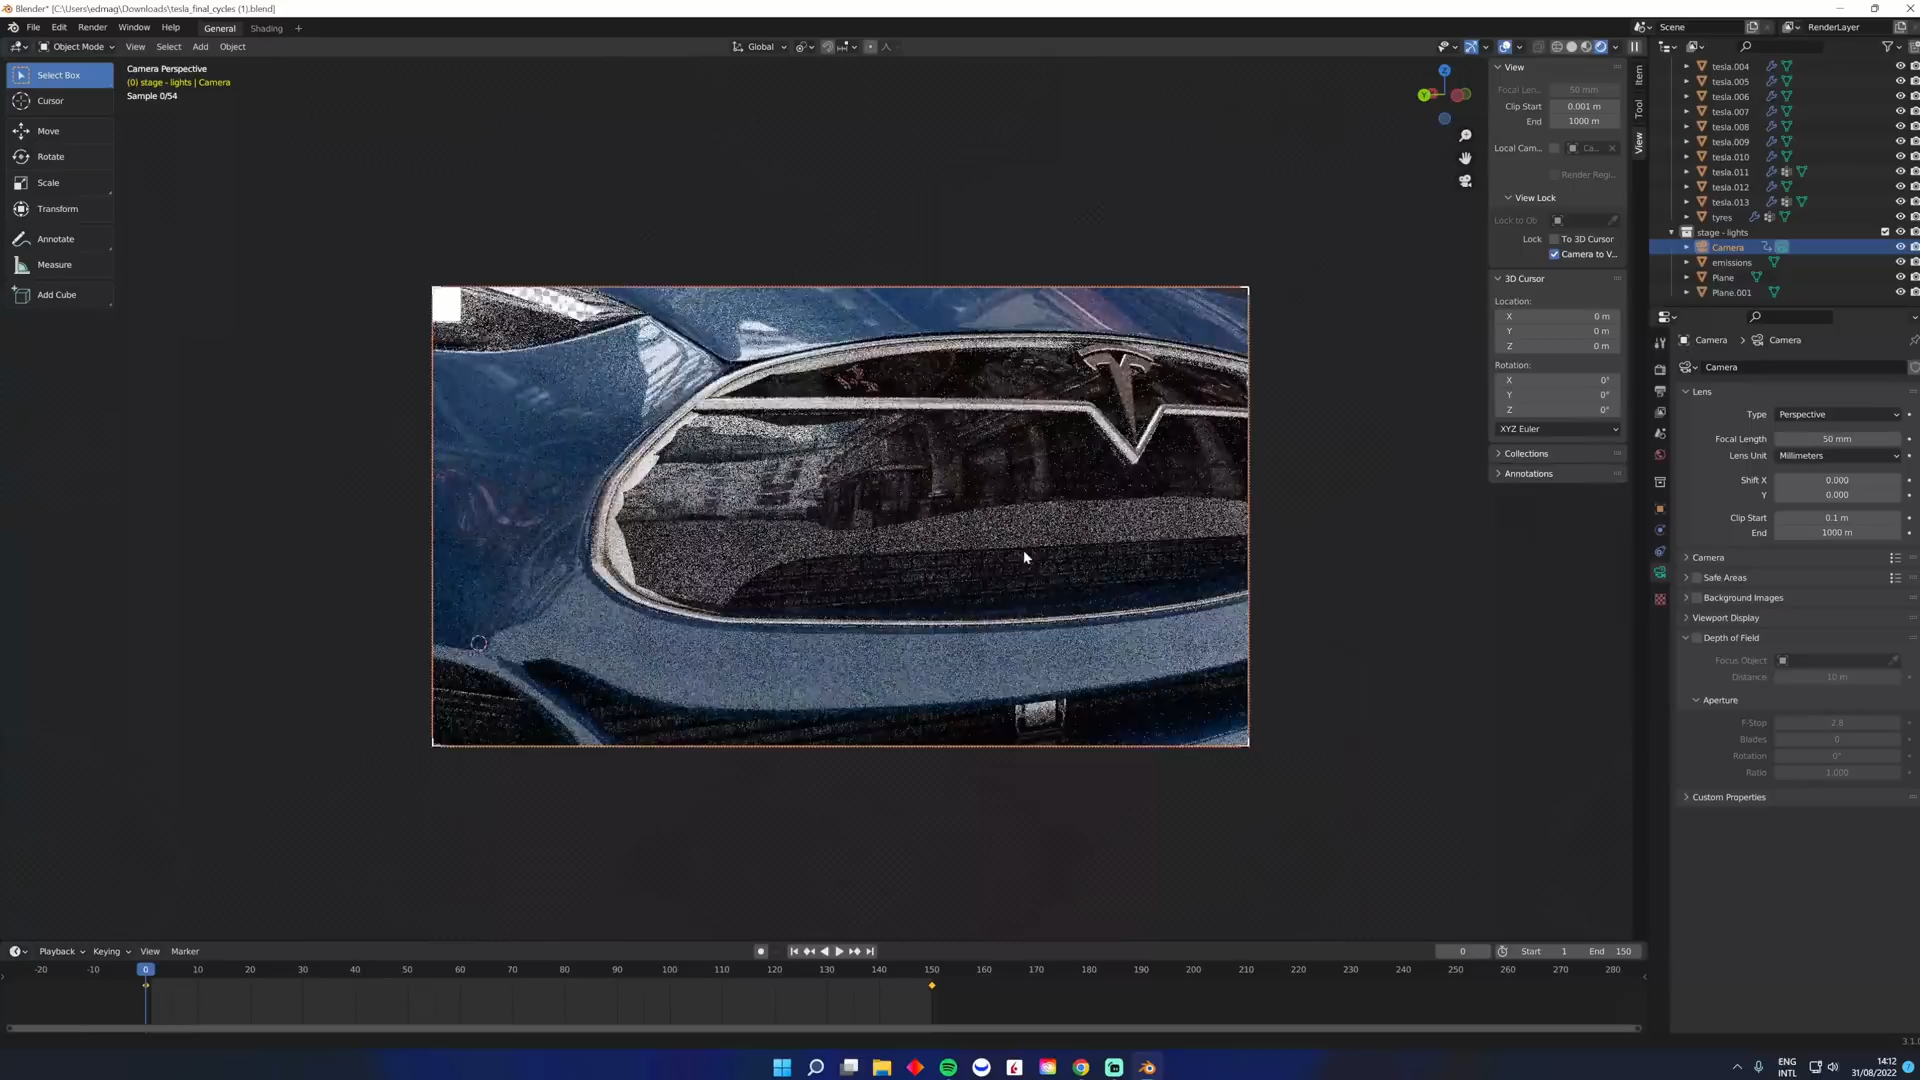 Blender* [C:\Users\edmag\Downloads\tesla_final_cycles (1).blend]
File Edit Render Window Help General Shading +
Scene RenderLayer
Object Mode View Select Add Object Global
Select Box
Cursor
Move
Rotate
Scale
Transform
Annotate
Measure
Add Cube
Camera Perspective
(0) stage - lights | Camera
Sample 0/54
Z
Y
View
Focal Len... 50 mm
Clip Start 0.001 m
End 1000 m
Local Cam... Ca...
Render Regi...
View Lock
Lock to Ob
Lock To 3D Cursor
Camera to V...
3D Cursor
Location:
X 0 m
Y 0 m
Z 0 m
Rotation:
X 0°
Y 0°
Z 0°
XYZ Euler
Collections
Annotations
Item
Tool
View
tesla.004
tesla.005
tesla.006
tesla.007
tesla.008
tesla.009
tesla.010
tesla.011
tesla.012
tesla.013
tyres
stage - lights
Camera
emissions
Plane
Plane.001
Camera > Camera
Camera
Lens
Type Perspective
Focal Length 50 mm
Lens Unit Millimeters
Shift X 0.000
Y 0.000
Clip Start 0.1 m
End 1000 m
Camera
Safe Areas
Background Images
Viewport Display
Depth of Field
Focus Object
Distance 10 m
Aperture
F-Stop 2.8
Blades 0
Rotation 0°
Ratio 1.000
Custom Properties
Playback Keying View Marker 0 Start 1 End 150
-20 -10 0 10 20 30 40 50 60 70 80 90 100 110 120 130 140 150 160 170 180 190 200 210 220 230 240 250 260 270 280
3.1.0
ENG
INTL
14:12
31/08/2022